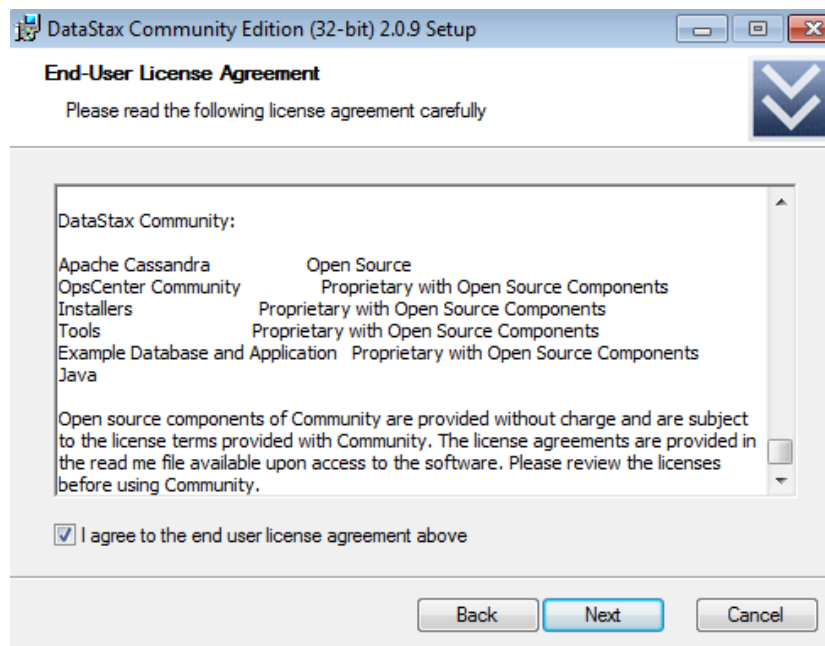 DataStax Community Edition (32-bit) 2.0.9 Setup
End-User License Agreement
Please read the following license agreement carefully
DataStax Community:
Apache Cassandra Open Source
OpsCenter Community Proprietary with Open Source Components
Installers Proprietary with Open Source Components
Tools Proprietary with Open Source Components
Example Database and Application Proprietary with Open Source Components
Java
Open source components of Community are provided without charge and are subject
to the license terms provided with Community. The license agreements are provided in
the read me file available upon access to the software. Please review the licenses
before using Community.
I agree to the end user license agreement above
Back Next Cancel